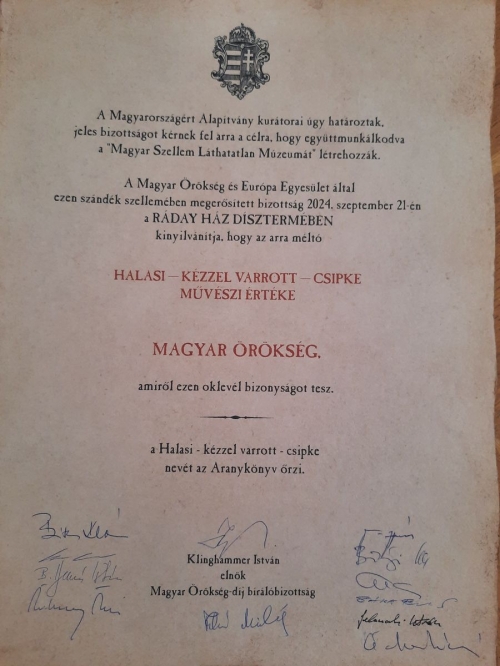 A Magyarországért Alapítvány kurátorai úgy határoztak,
jeles bizottságot kérnek fel arra a célra, hogy együttmunkálkodva
a "Magyar Szellem Láthatatlan Múzeumát" létrehozzák.
A Magyar Örökség és Európa Egyesület által
ezen szándék szellemében megerősített bizottság 2024. szeptember 21-én
a RÁDAY HÁZ DÍSZTERMÉBEN
kinyilvánítja, hogy az arra méltó
HALASI – KÉZZEL VARROTT – CSIPKE
MŰVÉSZI ÉRTÉKE
MAGYAR ÖRÖKSÉG,
amiről ezen oklevél bizonyságot tesz.
a Halasi - kézzel varrott - csipke
nevét az Aranykönyv őrzi.
Klinghammer István
elnök
Magyar Örökség-díj bírálóbizottság